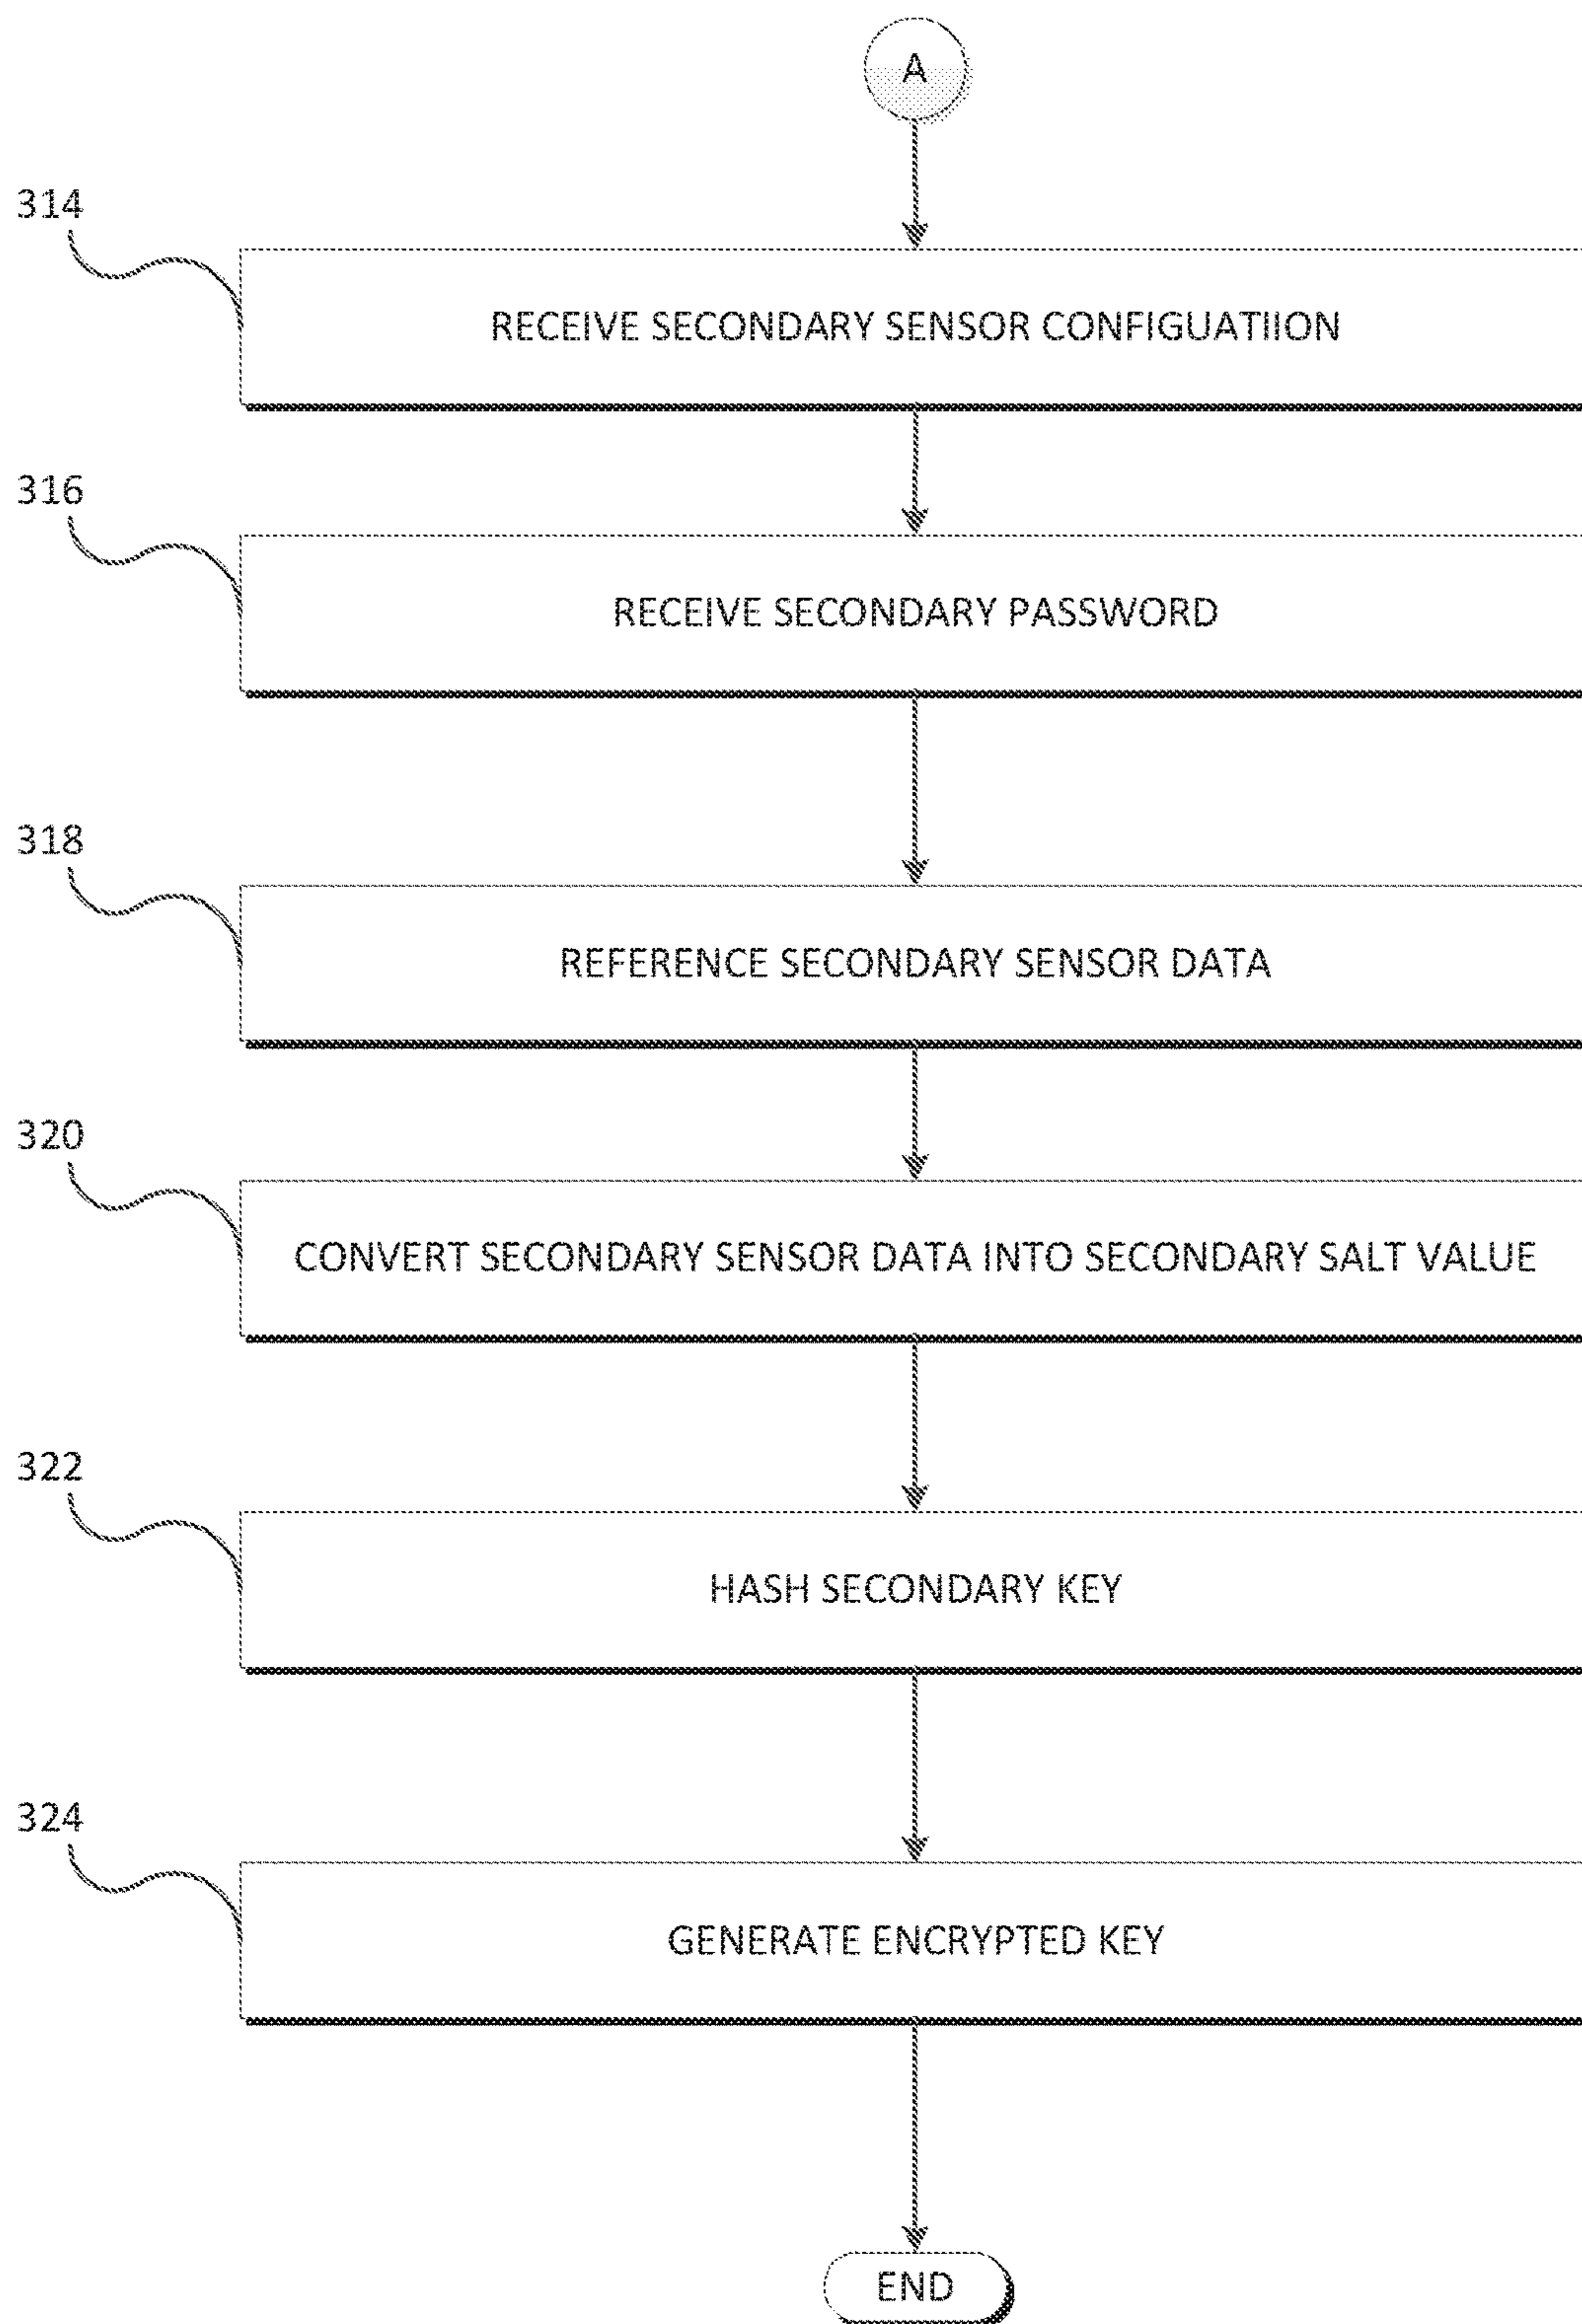 A
314
RECEIVE SECONDARY SENSOR CONFIGUATIION
316
RECEIVE SECONDARY PASSWORD
318
REFERENCE SECONDARY SENSOR DATA
320
CONVERT SECONDARY SENSOR DATA INTO SECONDARY SALT VALUE
322
HASH SECONDARY KEY
324
GENERATE ENCRYPTED KEY
END